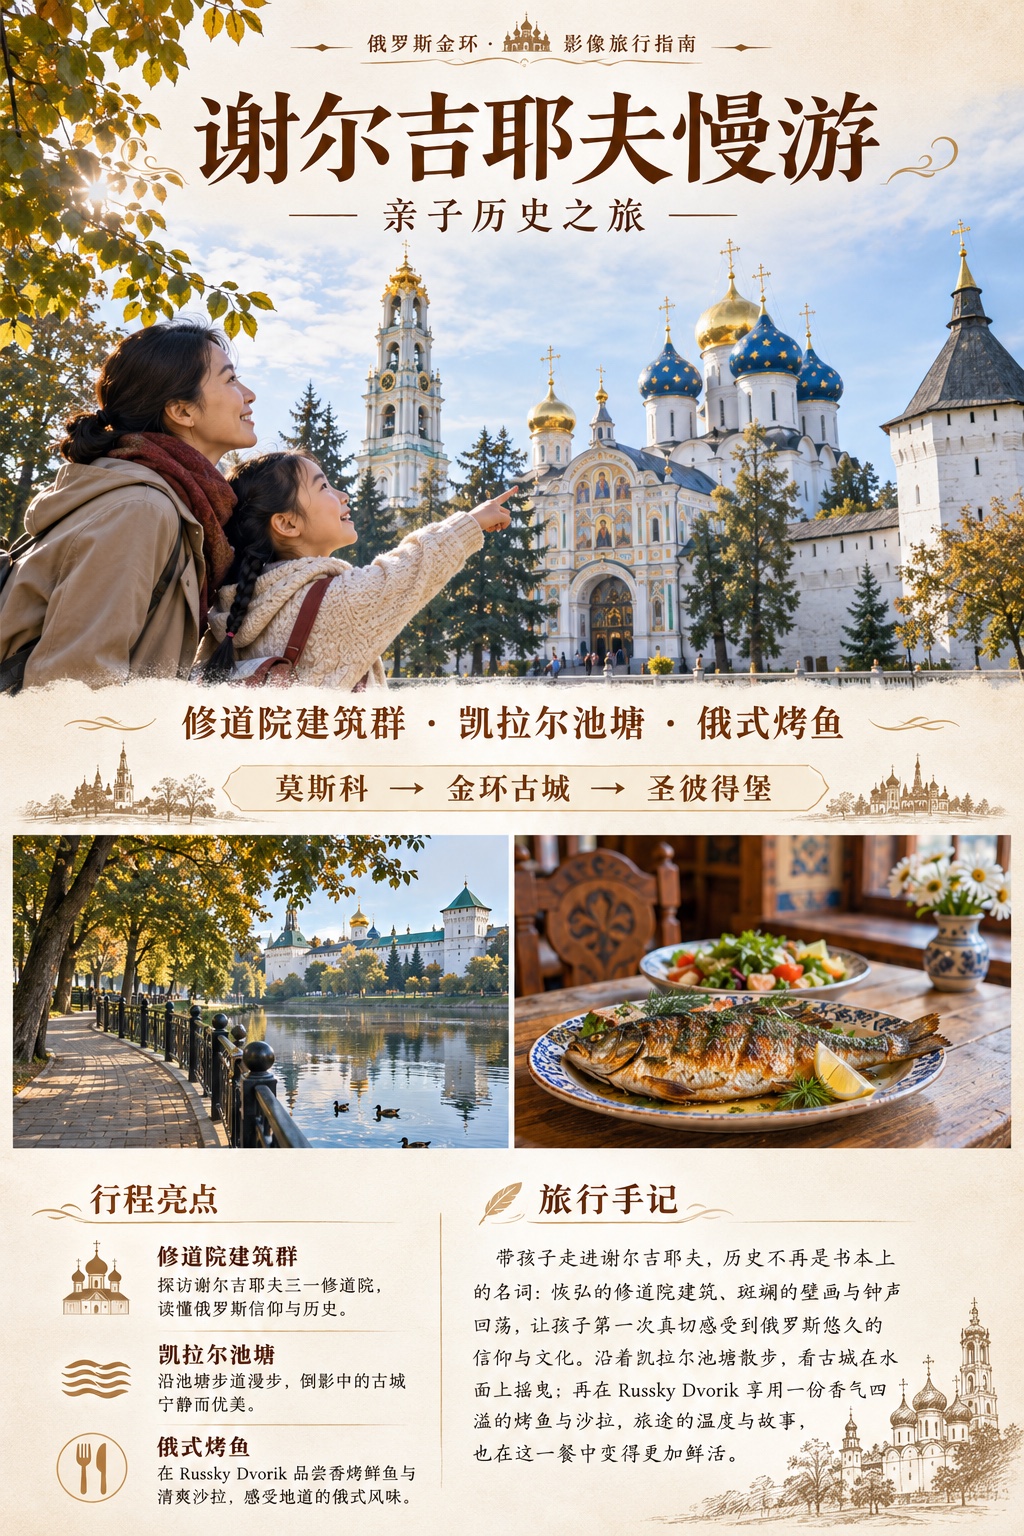 俄罗斯金环 · 影像旅行指南
谢尔吉耶夫慢游
亲子历史之旅
修道院建筑群 · 凯拉尔池塘 · 俄式烤鱼
莫斯科 → 金环古城 → 圣彼得堡
行程亮点
修道院建筑群
探访谢尔吉耶夫三一修道院，
读懂俄罗斯信仰与历史。
凯拉尔池塘
沿池塘步道漫步，倒影中的古城
宁静而优美。
俄式烤鱼
在 Russky Dvorik 品尝香烤鲜鱼与
清爽沙拉，感受地道的俄式风味。
旅行手记
带孩子走进谢尔吉耶夫，历史不再是书本上
的名词：恢弘的修道院建筑、斑斓的壁画与钟声
回荡，让孩子第一次真切感受到俄罗斯悠久的
信仰与文化。沿着凯拉尔池塘散步，看古城在水
面上摇曳；再在 Russky Dvorik 享用一份香气四
溢的烤鱼与沙拉，旅途的温度与故事，
也在这一餐中变得更加鲜活。